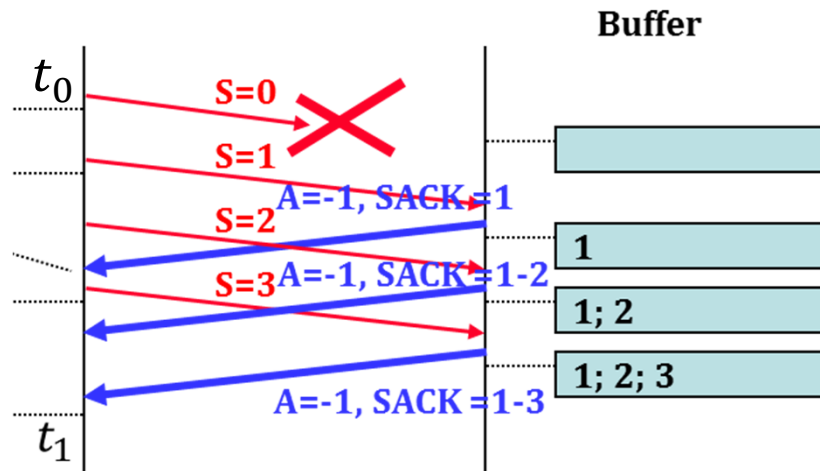 Buffer
t₀
S=0
S=1
A=-1, SACK =1
S=2
1
A=-1, SACK =1-2
S=3
1; 2
1; 2; 3
A=-1, SACK =1-3
t₁